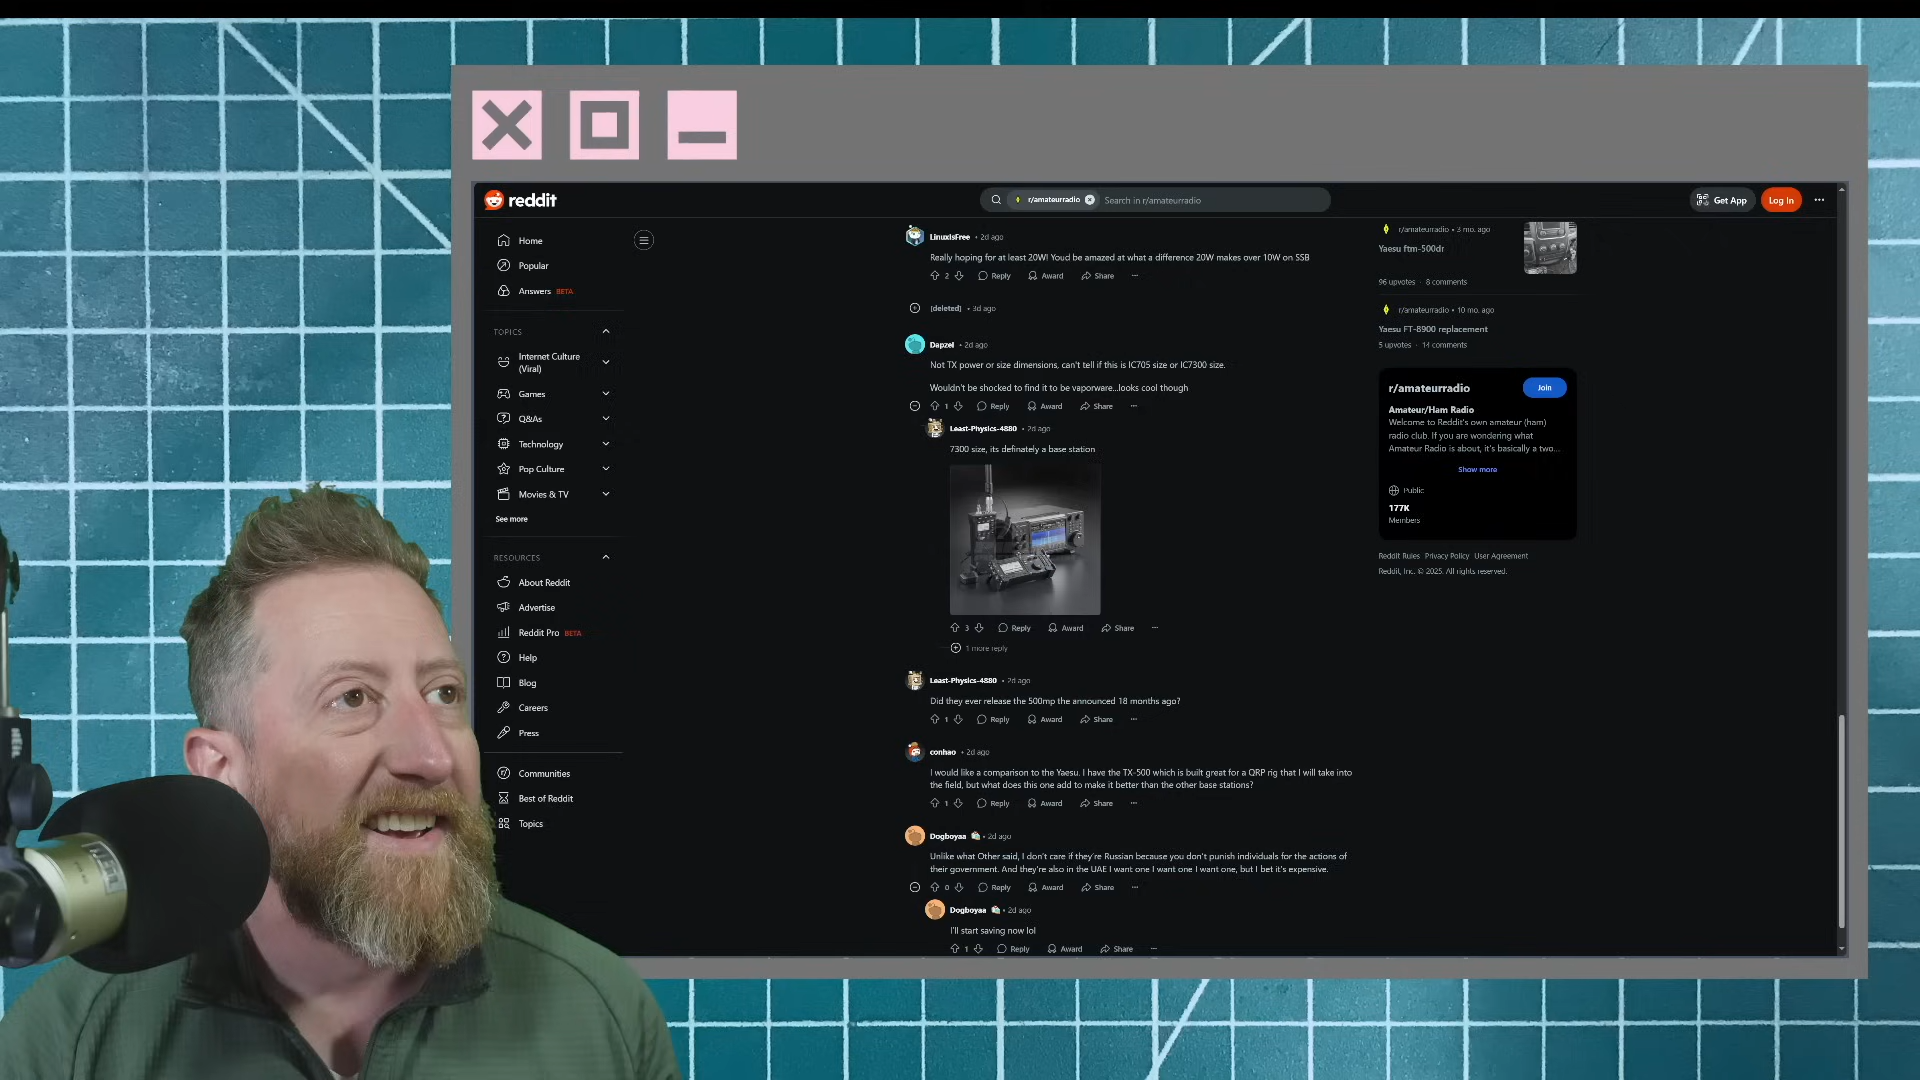 reddit
r/amateurradio
Search in r/amateurradio
Get App
Log In
Home
Popular
Answers BETA
TOPICS
Internet Culture
(Viral)
Games
Q&As
Technology
Pop Culture
Movies & TV
See more
RESOURCES
About Reddit
Advertise
Reddit Pro BETA
Help
Blog
Careers
Press
Communities
Best of Reddit
Topics
LinuxIsFree • 2d ago
Really hoping for at least 20W! Youd be amazed at what a difference 20W makes over 10W on SSB
2 Reply Award Share
[deleted] • 3d ago
Dapzel • 2d ago
Not TX power or size dimensions, can't tell if this is IC705 size or IC7300 size.
Wouldn't be shocked to find it to be vaporware...looks cool though
1 Reply Award Share
Least-Physics-4880 • 2d ago
7300 size, its definately a base station
3 Reply Award Share
1 more reply
Least-Physics-4880 • 2d ago
Did they ever release the 500mp the announced 18 months ago?
1 Reply Award Share
conhao • 2d ago
I would like a comparison to the Yaesu. I have the TX-500 which is built great for a QRP rig that I will take into
the field, but what does this one add to make it better than the other base stations?
1 Reply Award Share
Dogboyaa • 2d ago
Unlike what Other said, I don't care if they're Russian because you don't punish individuals for the actions of
their government. And they're also in the UAE I want one I want one I want one, but I bet it's expensive.
0 Reply Award Share
Dogboyaa • 2d ago
I'll start saving now lol
1 Reply Award Share
r/amateurradio • 3 mo. ago
Yaesu ftm-500dr
96 upvotes · 8 comments
r/amateurradio • 10 mo. ago
Yaesu FT-8900 replacement
5 upvotes · 14 comments
r/amateurradio
Join
Amateur/Ham Radio
Welcome to Reddit's own amateur (ham)
radio club. If you are wondering what
Amateur Radio is about, it's basically a two...
Show more
Public
177K
Members
Reddit Rules Privacy Policy User Agreement
Reddit, Inc. © 2025. All rights reserved.